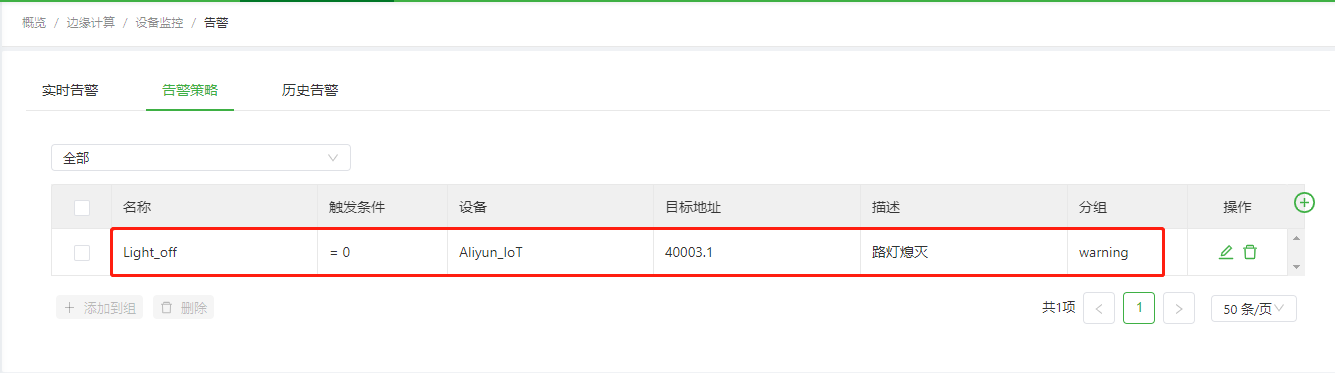 概览 / 边缘计算 / 设备监控 / 告警
实时告警 告警策略 历史告警
全部
名称 触发条件 设备 目标地址 描述 分组 操作
Light_off = 0 Aliyun_IoT 40003.1 路灯熄灭 warning
+ 添加到组 删除 共1项 < 1 > 50 条/页